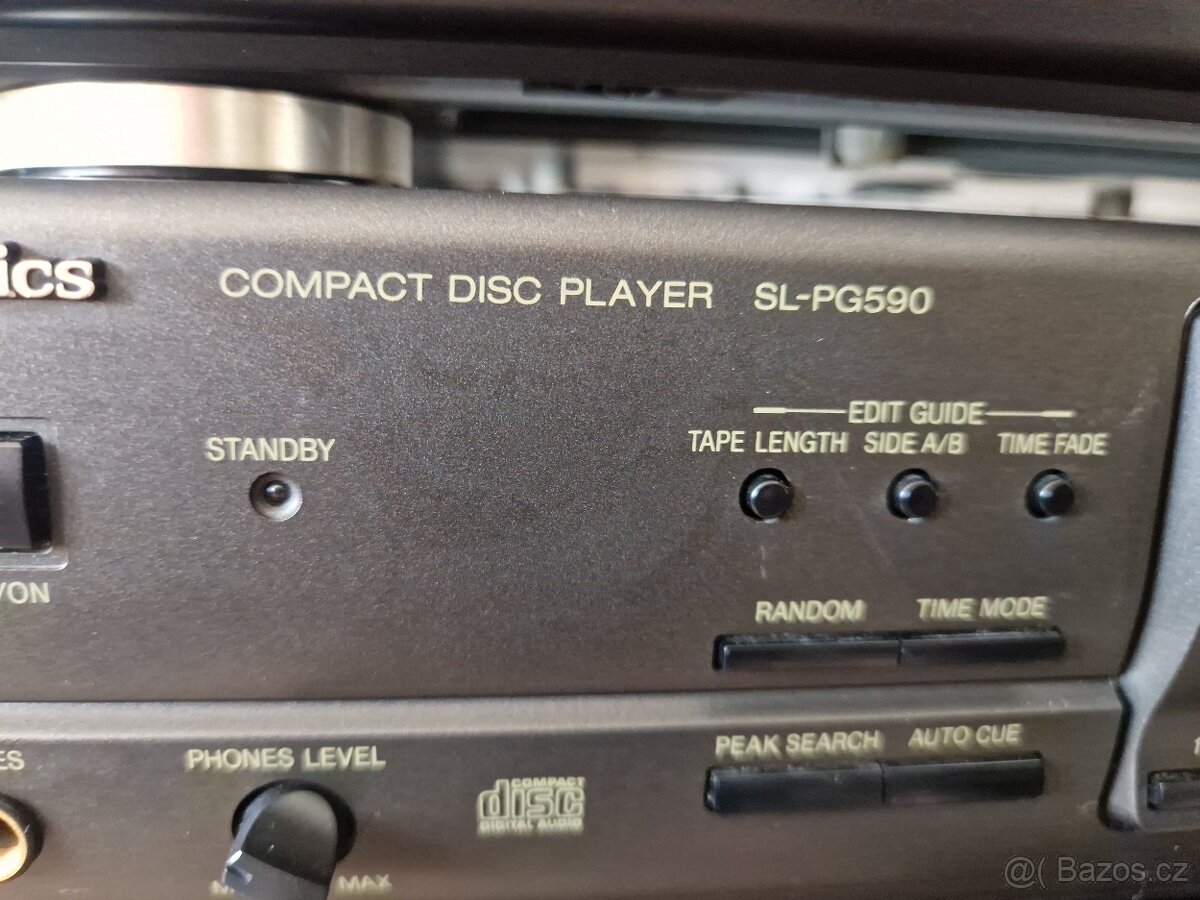 ics
COMPACT DISC PLAYER SL-PG590
EDIT GUIDE
TAPE LENGTH SIDE A/B TIME FADE
STANDBY
/ON
RANDOM TIME MODE
PEAK SEARCH AUTO CUE
ES
PHONES LEVEL
COMPACT
disc
DIGITAL AUDIO
MAX
@( Bazos.cz